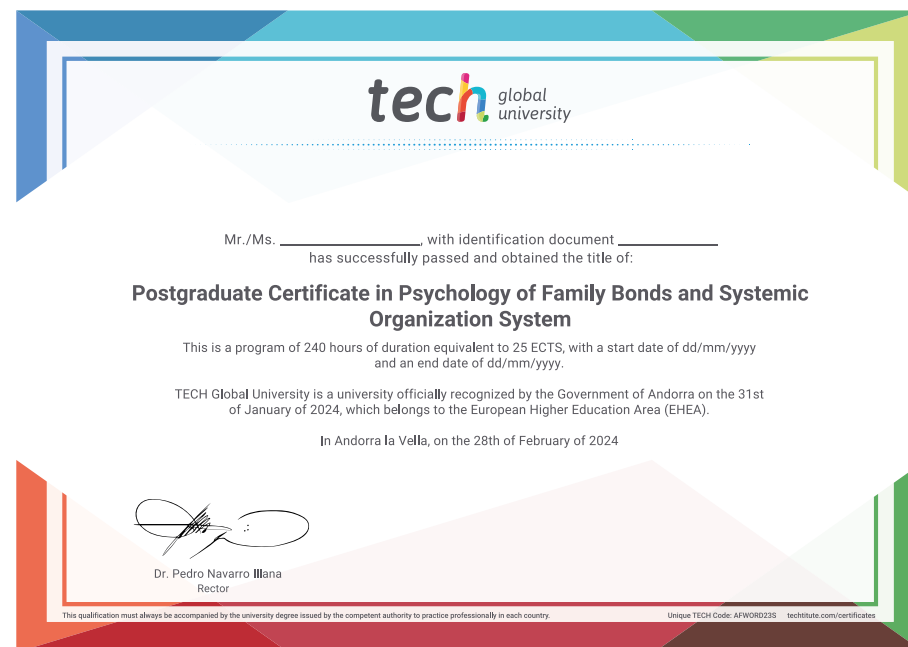 tech global university
Mr./Ms. ____________, with identification document ____________
has successfully passed and obtained the title of:
Postgraduate Certificate in Psychology of Family Bonds and Systemic
Organization System
This is a program of 240 hours of duration equivalent to 25 ECTS, with a start date of dd/mm/yyyy
and an end date of dd/mm/yyyy.
TECH Global University is a university officially recognized by the Government of Andorra on the 31st
of January of 2024, which belongs to the European Higher Education Area (EHEA).
In Andorra la Vella, on the 28th of February of 2024
Dr. Pedro Navarro Illana
Rector
This qualification must always be accompanied by the university degree issued by the competent authority to practice professionally in each country.
Unique TECH Code: AFWORD23S techtitute.com/certificates